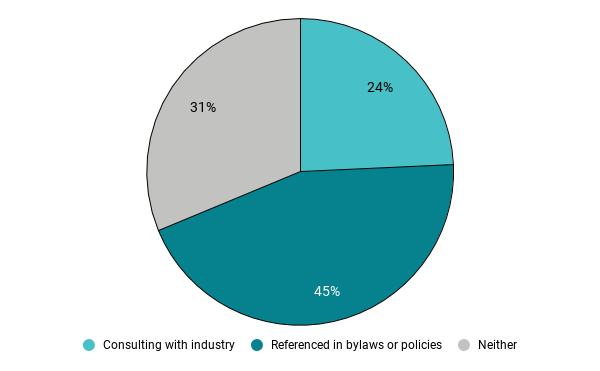 24%
31%
45%
Consulting with industry
Referenced in bylaws or policies
Neither